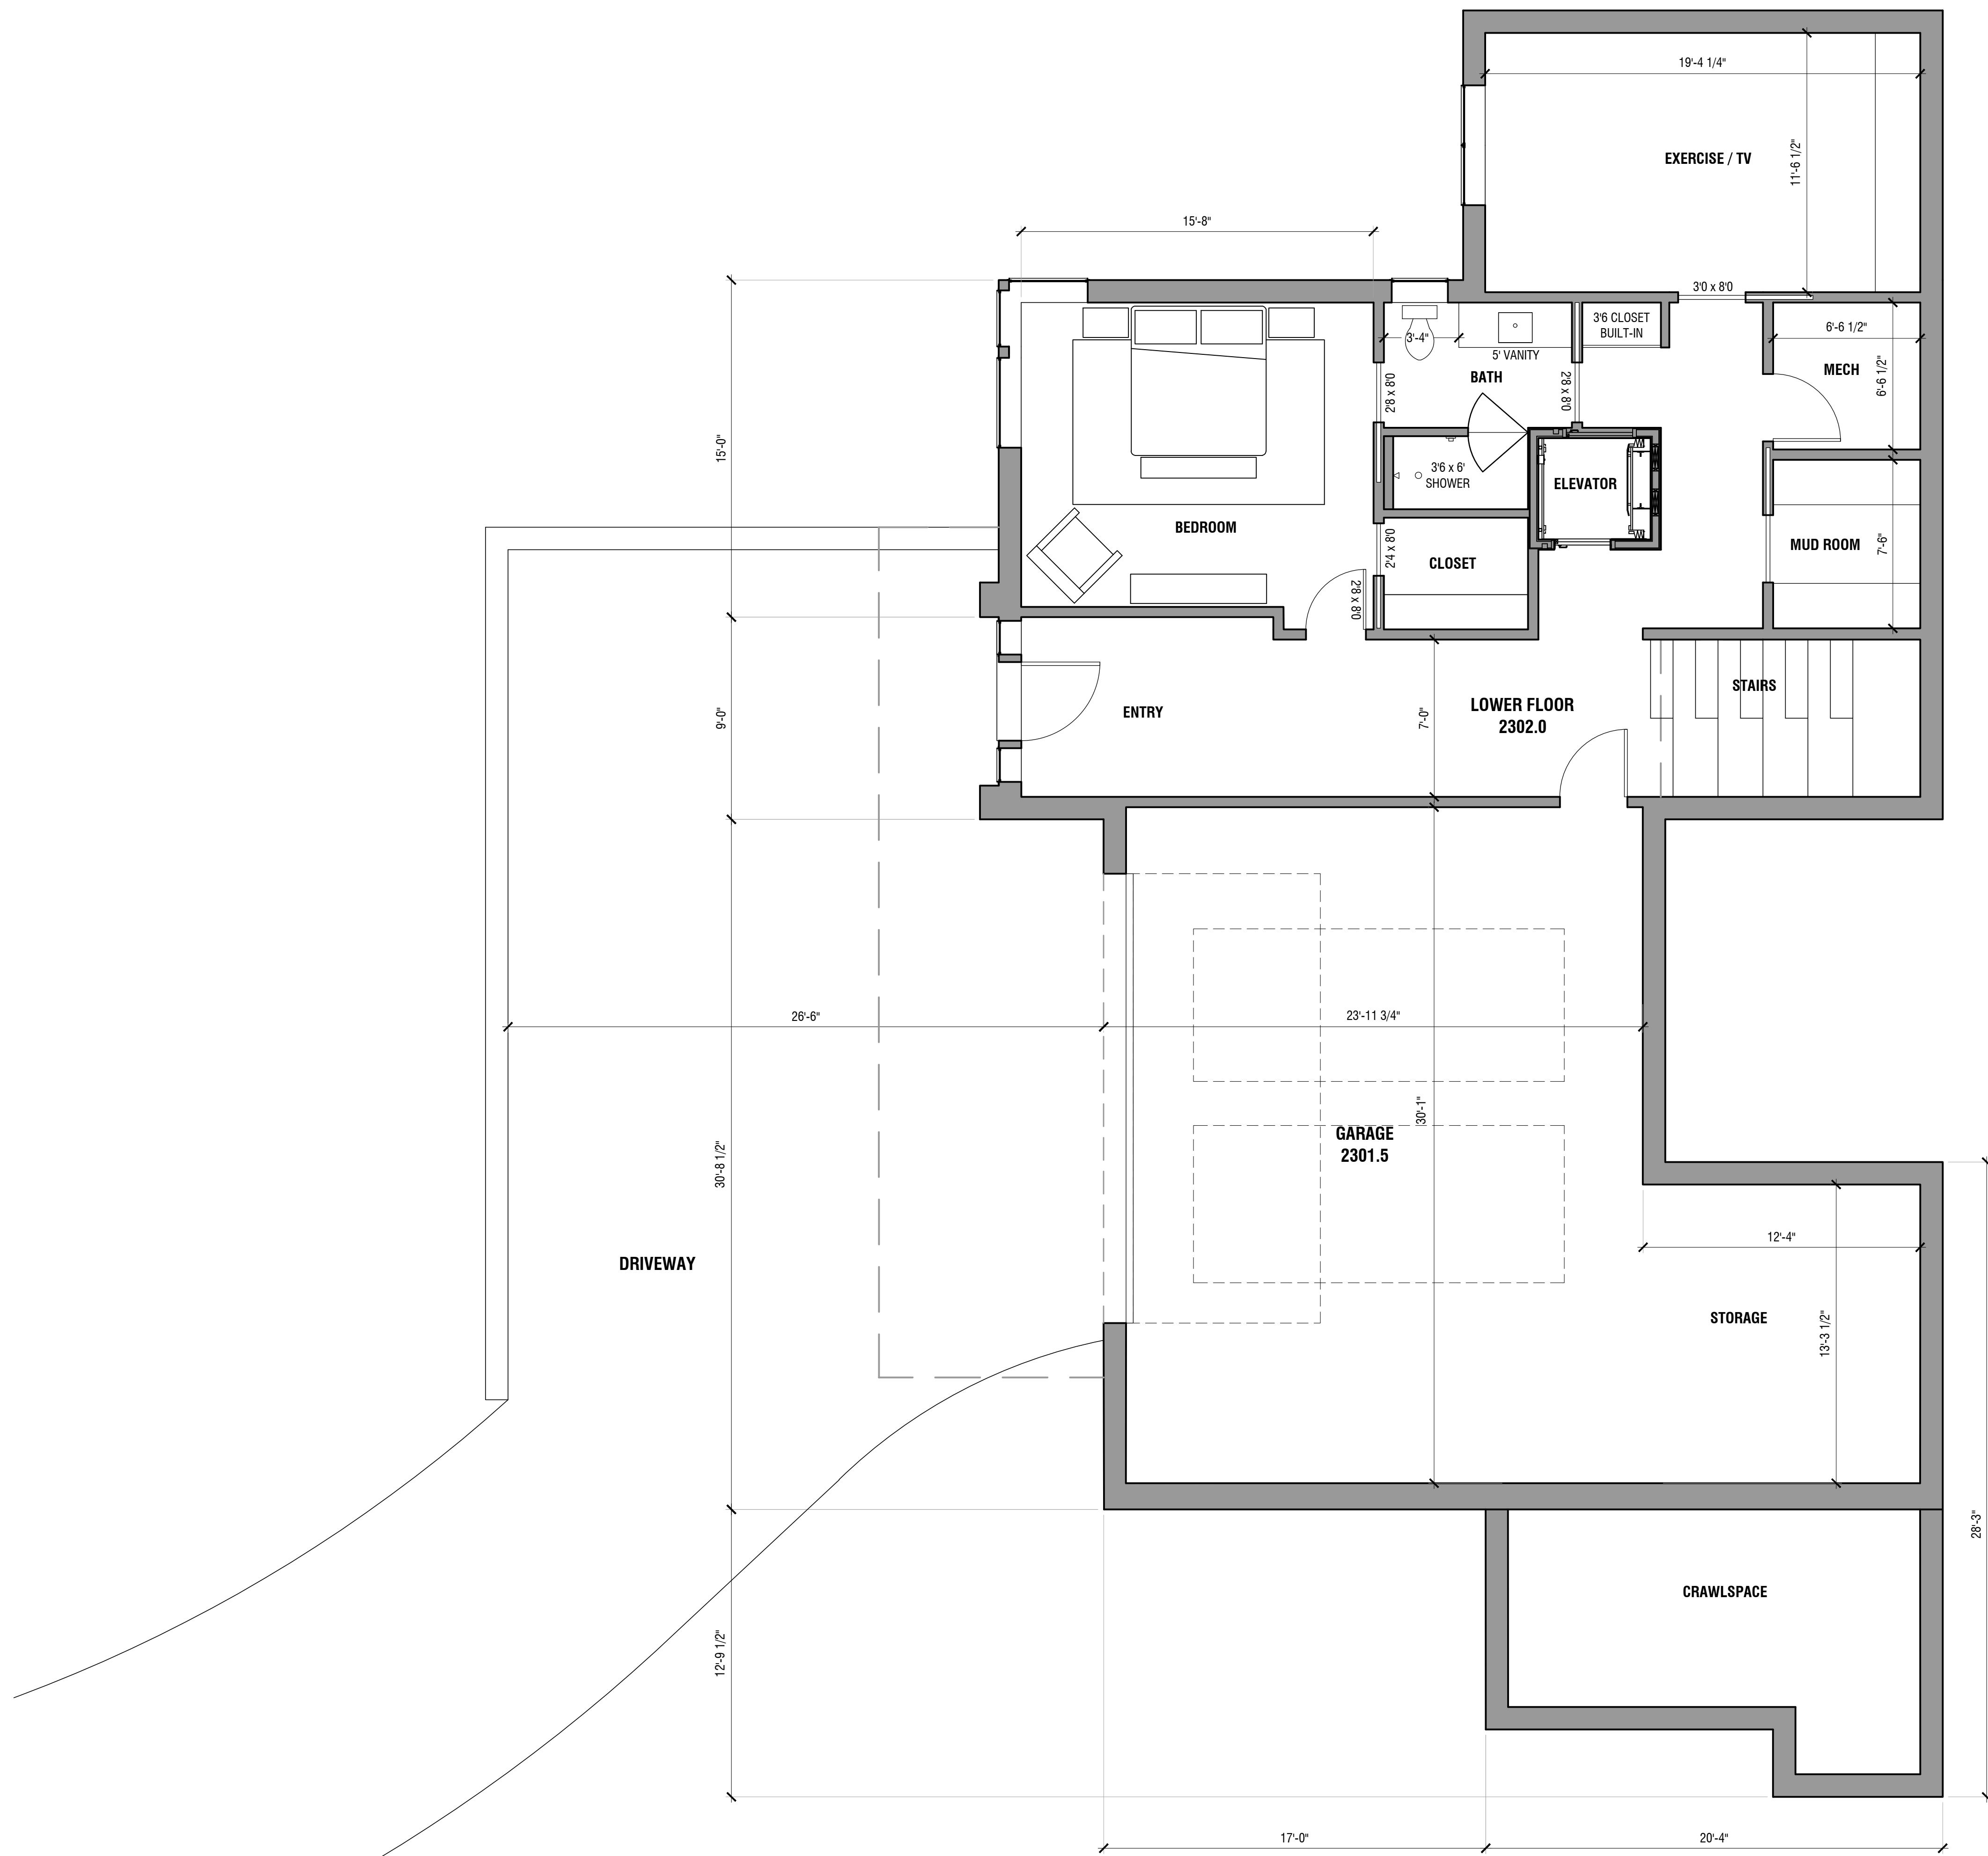 19'-4 1/4"
EXERCISE / TV
11'-6 1/2"
15'-8"
3'0 x 8'0
3'6 CLOSET
BUILT-IN
6'-6 1/2"
3'-4"
5' VANITY
MECH
6'-6 1/2"
BATH
2'8 x 8'0
2'8 x 8'0
15'-0"
3'6 x 6'
SHOWER
ELEVATOR
BEDROOM
MUD ROOM
7'-6"
2'4 x 8'0
CLOSET
2'8 x 8'0
STAIRS
ENTRY
LOWER FLOOR
2302.0
9'-0"
7'-0"
26'-6"
23'-11 3/4"
30'-1"
GARAGE
2301.5
30'-8 1/2"
12'-4"
DRIVEWAY
STORAGE
13'-3 1/2"
28'-3"
CRAWLSPACE
12'-9 1/2"
17'-0"
20'-4"